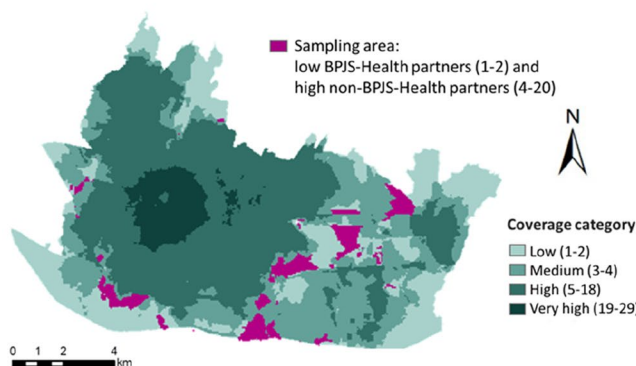 Sampling area:
low BPJS-Health partners (1-2) and
high non-BPJS-Health partners (4-20)
N
Coverage category
Low (1-2)
Medium (3-4)
High (5-18)
Very high (19-29)
0 1 2 4
km